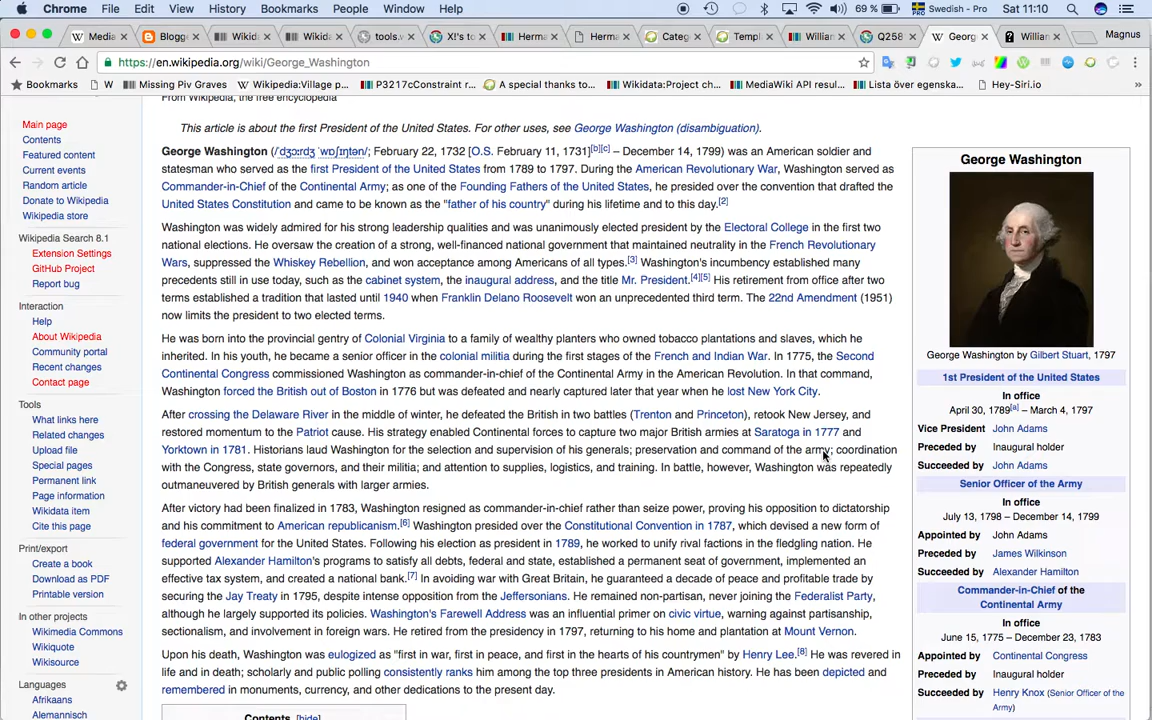 Chrome File Edit View History Bookmarks People Window Help 69 % Swedish - Pro Sat 11:10
Media Blogge Wikida Wikida tools.w X!'s to Herma Herma Categ Templ Willian Q258 Georg Willian Magnus
https://en.wikipedia.org/wiki/George_Washington
Bookmarks W Missing Piv Graves Wikipedia:Village p... P3217cConstraint r... A special thanks to... Wikidata:Project ch... MediaWiki API resul... Lista över egenska... Hey-Siri.io »
From Wikipedia, the free encyclopedia
Main page
Contents
Featured content
Current events
Random article
Donate to Wikipedia
Wikipedia store
Wikipedia Search 8.1
Extension Settings
GitHub Project
Report bug
Interaction
Help
About Wikipedia
Community portal
Recent changes
Contact page
Tools
What links here
Related changes
Upload file
Special pages
Permanent link
Page information
Wikidata item
Cite this page
Print/export
Create a book
Download as PDF
Printable version
In other projects
Wikimedia Commons
Wikiquote
Wikisource
Languages
Afrikaans
Alemannisch
This article is about the first President of the United States. For other uses, see George Washington (disambiguation).
George Washington (/ˈdʒɔːrdʒ ˈwɒʃɪŋtən/; February 22, 1732 [O.S. February 11, 1731][b][c] – December 14, 1799) was an American soldier and
statesman who served as the first President of the United States from 1789 to 1797. During the American Revolutionary War, Washington served as
Commander-in-Chief of the Continental Army; as one of the Founding Fathers of the United States, he presided over the convention that drafted the
United States Constitution and came to be known as the "father of his country" during his lifetime and to this day.[2]
Washington was widely admired for his strong leadership qualities and was unanimously elected president by the Electoral College in the first two
national elections. He oversaw the creation of a strong, well-financed national government that maintained neutrality in the French Revolutionary
Wars, suppressed the Whiskey Rebellion, and won acceptance among Americans of all types.[3] Washington's incumbency established many
precedents still in use today, such as the cabinet system, the inaugural address, and the title Mr. President.[4][5] His retirement from office after two
terms established a tradition that lasted until 1940 when Franklin Delano Roosevelt won an unprecedented third term. The 22nd Amendment (1951)
now limits the president to two elected terms.
He was born into the provincial gentry of Colonial Virginia to a family of wealthy planters who owned tobacco plantations and slaves, which he
inherited. In his youth, he became a senior officer in the colonial militia during the first stages of the French and Indian War. In 1775, the Second
Continental Congress commissioned Washington as commander-in-chief of the Continental Army in the American Revolution. In that command,
Washington forced the British out of Boston in 1776 but was defeated and nearly captured later that year when he lost New York City.
After crossing the Delaware River in the middle of winter, he defeated the British in two battles (Trenton and Princeton), retook New Jersey, and
restored momentum to the Patriot cause. His strategy enabled Continental forces to capture two major British armies at Saratoga in 1777 and
Yorktown in 1781. Historians laud Washington for the selection and supervision of his generals; preservation and command of the army; coordination
with the Congress, state governors, and their militia; and attention to supplies, logistics, and training. In battle, however, Washington was repeatedly
outmaneuvered by British generals with larger armies.
After victory had been finalized in 1783, Washington resigned as commander-in-chief rather than seize power, proving his opposition to dictatorship
and his commitment to American republicanism.[6] Washington presided over the Constitutional Convention in 1787, which devised a new form of
federal government for the United States. Following his election as president in 1789, he worked to unify rival factions in the fledgling nation. He
supported Alexander Hamilton's programs to satisfy all debts, federal and state, established a permanent seat of government, implemented an
effective tax system, and created a national bank.[7] In avoiding war with Great Britain, he guaranteed a decade of peace and profitable trade by
securing the Jay Treaty in 1795, despite intense opposition from the Jeffersonians. He remained non-partisan, never joining the Federalist Party,
although he largely supported its policies. Washington's Farewell Address was an influential primer on civic virtue, warning against partisanship,
sectionalism, and involvement in foreign wars. He retired from the presidency in 1797, returning to his home and plantation at Mount Vernon.
Upon his death, Washington was eulogized as "first in war, first in peace, and first in the hearts of his countrymen" by Henry Lee.[8] He was revered in
life and in death; scholarly and public polling consistently ranks him among the top three presidents in American history. He has been depicted and
remembered in monuments, currency, and other dedications to the present day.
Contents [hide]
George Washington
George Washington by Gilbert Stuart, 1797
1st President of the United States
In office
April 30, 1789[a] – March 4, 1797
Vice President John Adams
Preceded by Inaugural holder
Succeeded by John Adams
Senior Officer of the Army
In office
July 13, 1798 – December 14, 1799
Appointed by John Adams
Preceded by James Wilkinson
Succeeded by Alexander Hamilton
Commander-in-Chief of the
Continental Army
In office
June 15, 1775 – December 23, 1783
Appointed by Continental Congress
Preceded by Inaugural holder
Succeeded by Henry Knox (Senior Officer of the
Army)